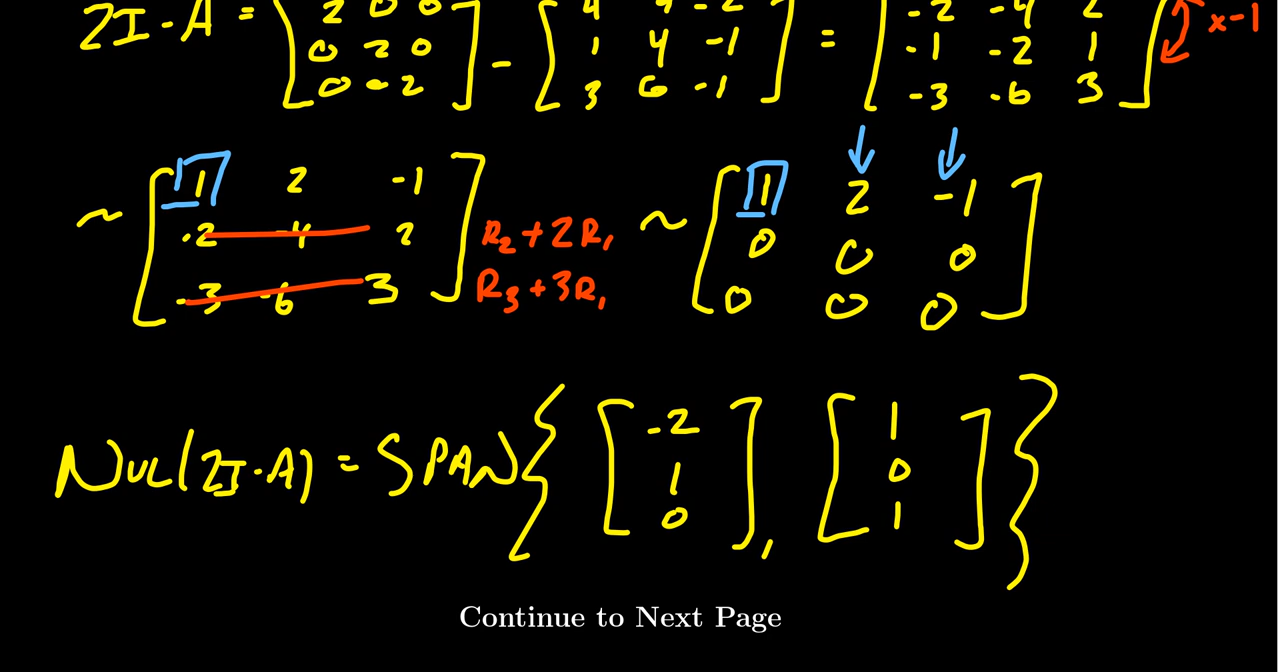 2I-A = [2 0 0] - [4 4 -2] = [-2 -4 2]
[0 2 0] [1 4 -1] [-1 -2 1] x-1
[0 0 2] [3 6 -1] [-3 -6 3]
~ [1 2 -1] ~ [1 2 -1]
[-2 -4 2] R2 + 2R1 [0 0 0]
[-3 -6 3] R3 + 3R1 [0 0 0]
NUL(2I-A) = SPAN { [-2 1 0], [1 0 1] }
Continue to Next Page